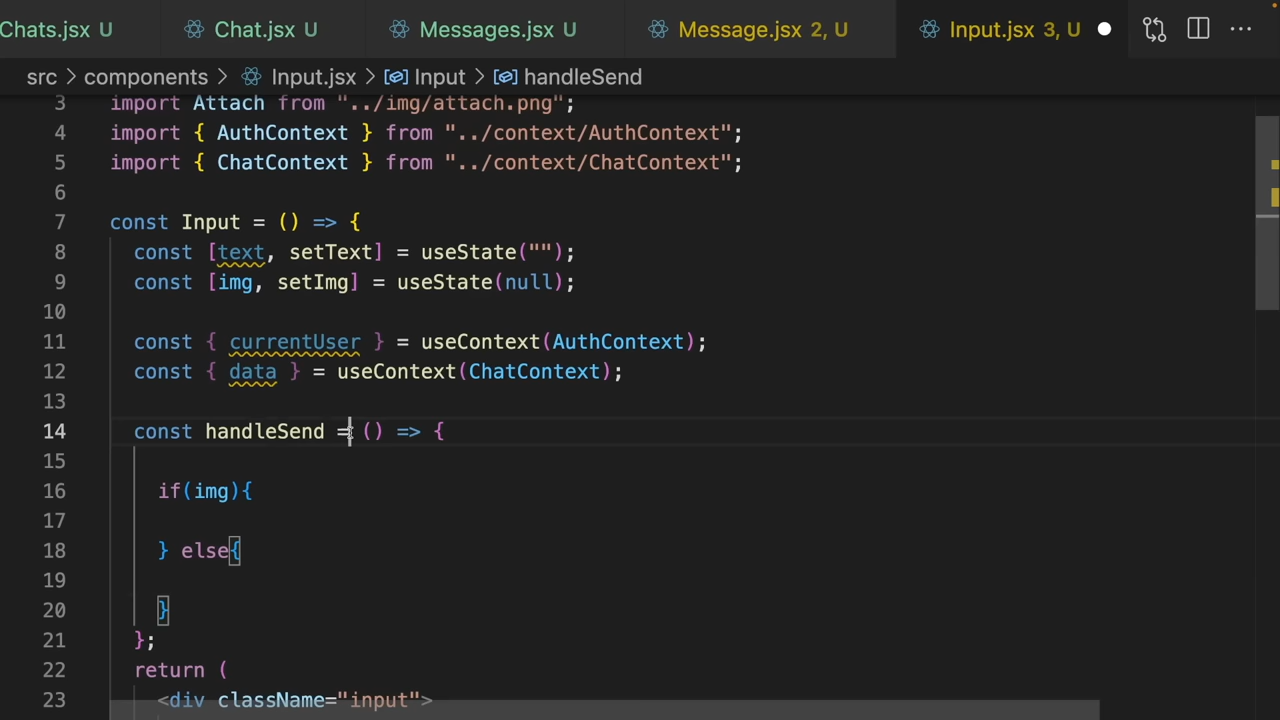 Chats.jsx U Chat.jsx U Messages.jsx U Message.jsx 2, U Input.jsx 3, U
src > components > Input.jsx > Input > handleSend
3 import Attach from "../img/attach.png";
4 import { AuthContext } from "../context/AuthContext";
5 import { ChatContext } from "../context/ChatContext";
6
7 const Input = () => {
8 const [text, setText] = useState("");
9 const [img, setImg] = useState(null);
10
11 const { currentUser } = useContext(AuthContext);
12 const { data } = useContext(ChatContext);
13
14 const handleSend = () => {
15
16 if(img){
17
18 } else{
19
20 }
21 };
22 return (
23 <div className="input">